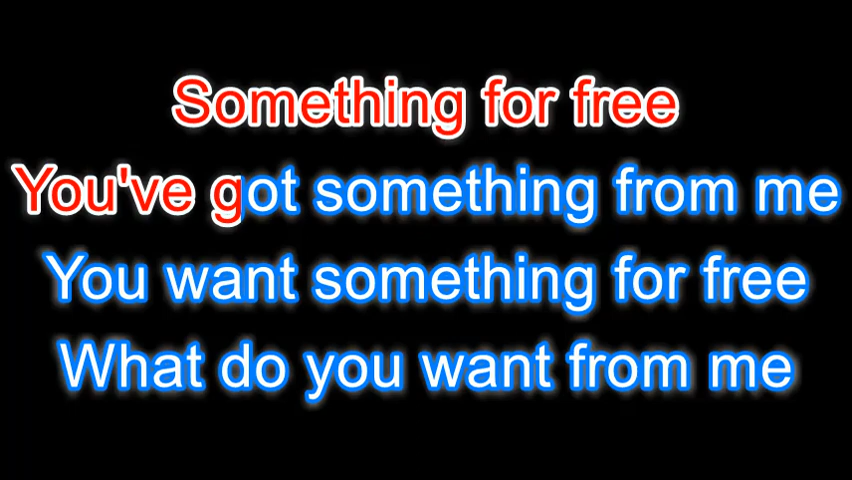 Something for free
You've got something from me
You want something for free
What do you want from me